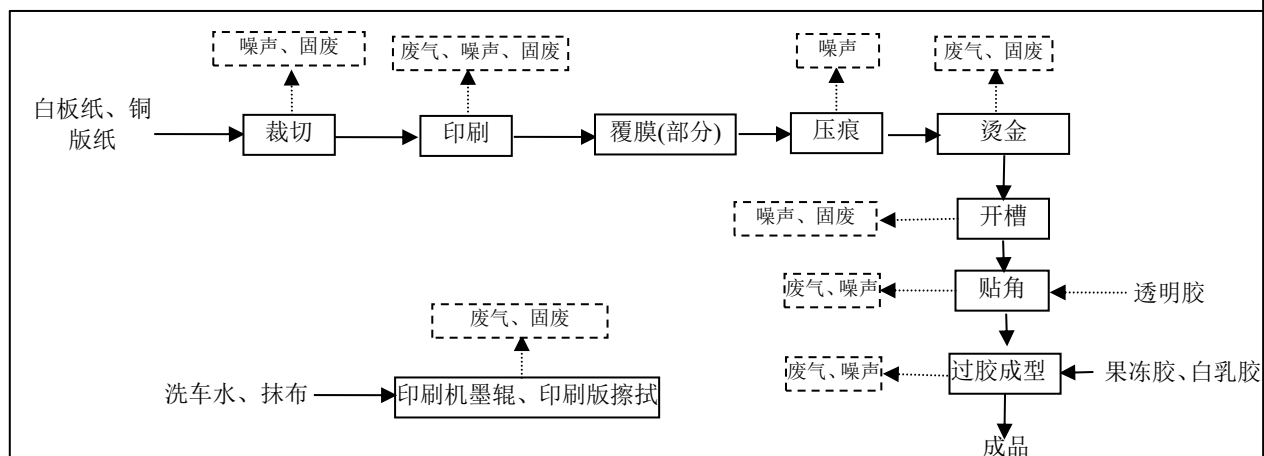 噪声、固废
废气、噪声、固废
噪声
废气、固废
白板纸、铜
版纸
裁切
印刷
覆膜(部分)
压痕
烫金
噪声、固废
开槽
废气、噪声
贴角
透明胶
废气、固废
废气、噪声
过胶成型
果冻胶、白乳胶
洗车水、抹布
印刷机墨辊、印刷版擦拭
成品